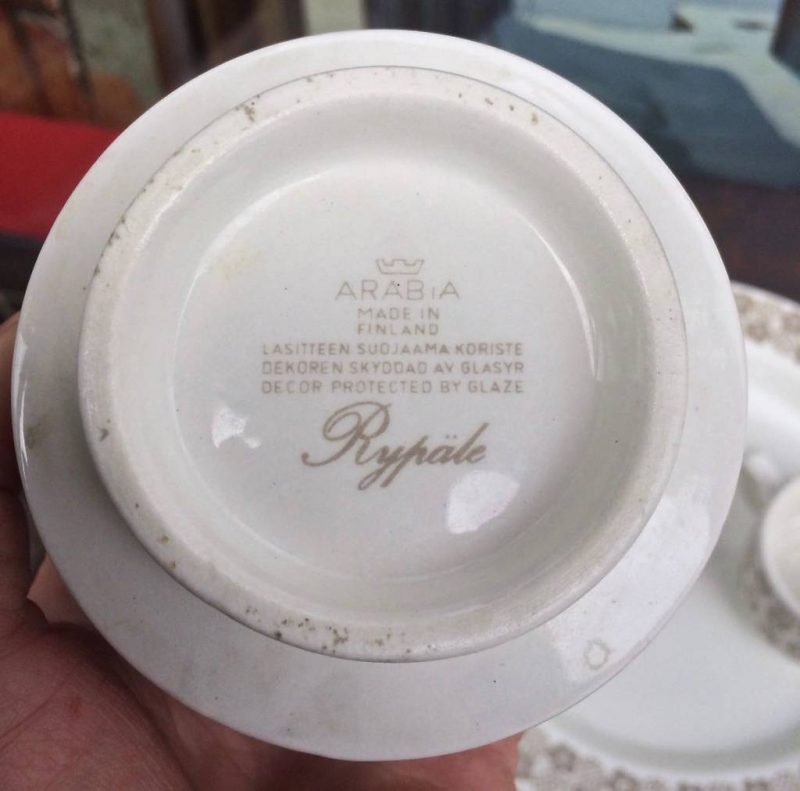 ARABiA
MADE IN
FINLAND
LASITTEEN SUOJAAMA KORISTE
DEKOREN SKYDDAD AV GLASYR
DECOR PROTECTED BY GLAZE
Rypäle